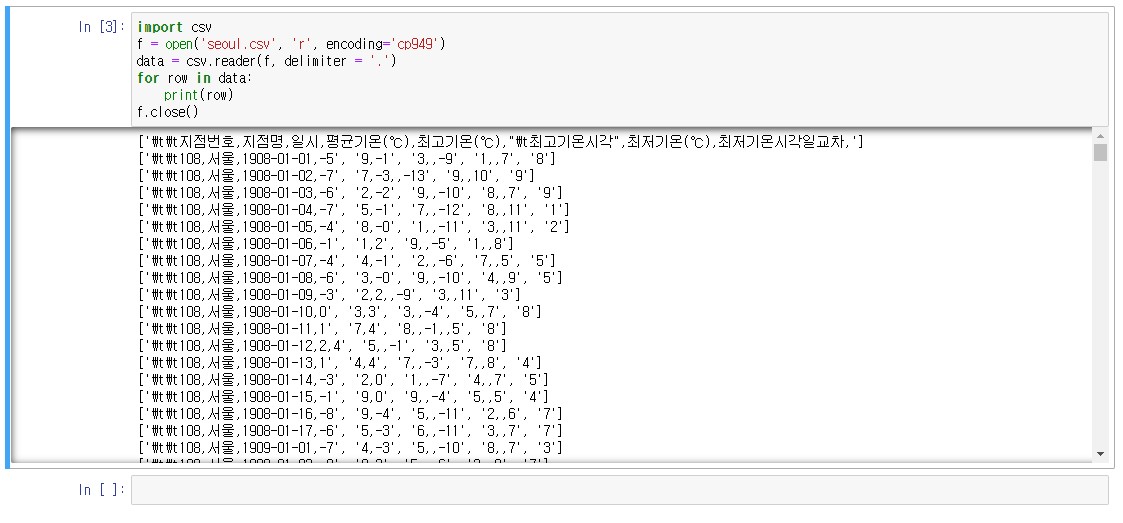 In [3]:
import csv
f = open('seoul.csv', 'r', encoding='cp949')
data = csv.reader(f, delimiter = '.')
for row in data:
    print(row)
f.close()
['₩t₩t지점번호,지점명,일시,평균기온(℃),최고기온(℃),"₩t최고기온시각",최저기온(℃),최저기온시각일교차,']
['₩t₩t108,서울,1908-01-01,-5', '9,-1', '3,,-9', '1,,7', '8']
['₩t₩t108,서울,1908-01-02,-7', '7,-3,,-13', '9,,10', '9']
['₩t₩t108,서울,1908-01-03,-6', '2,-2', '9,,-10', '8,,7', '9']
['₩t₩t108,서울,1908-01-04,-7', '5,-1', '7,,-12', '8,,11', '1']
['₩t₩t108,서울,1908-01-05,-4', '8,-0', '1,,-11', '3,,11', '2']
['₩t₩t108,서울,1908-01-06,-1', '1,2', '9,,-5', '1,,8']
['₩t₩t108,서울,1908-01-07,-4', '4,-1', '2,,-6', '7,,5', '5']
['₩t₩t108,서울,1908-01-08,-6', '3,-0', '9,,-10', '4,,9', '5']
['₩t₩t108,서울,1908-01-09,-3', '2,2,,-9', '3,,11', '3']
['₩t₩t108,서울,1908-01-10,0', '3,3', '3,,-4', '5,,7', '8']
['₩t₩t108,서울,1908-01-11,1', '7,4', '8,,-1,,5', '8']
['₩t₩t108,서울,1908-01-12,2,4', '5,,-1', '3,,5', '8']
['₩t₩t108,서울,1908-01-13,1', '4,4', '7,,-3', '7,,8', '4']
['₩t₩t108,서울,1908-01-14,-3', '2,0', '1,,-7', '4,,7', '5']
['₩t₩t108,서울,1908-01-15,-1', '9,0', '9,,-4', '5,,5', '4']
['₩t₩t108,서울,1908-01-16,-8', '9,-4', '5,,-11', '2,,6', '7']
['₩t₩t108,서울,1908-01-17,-6', '5,-3', '6,,-11', '3,,7', '7']
['₩t₩t108,서울,1909-01-01,-7', '4,-3', '5,,-10', '8,,7', '3']
In [ ]: